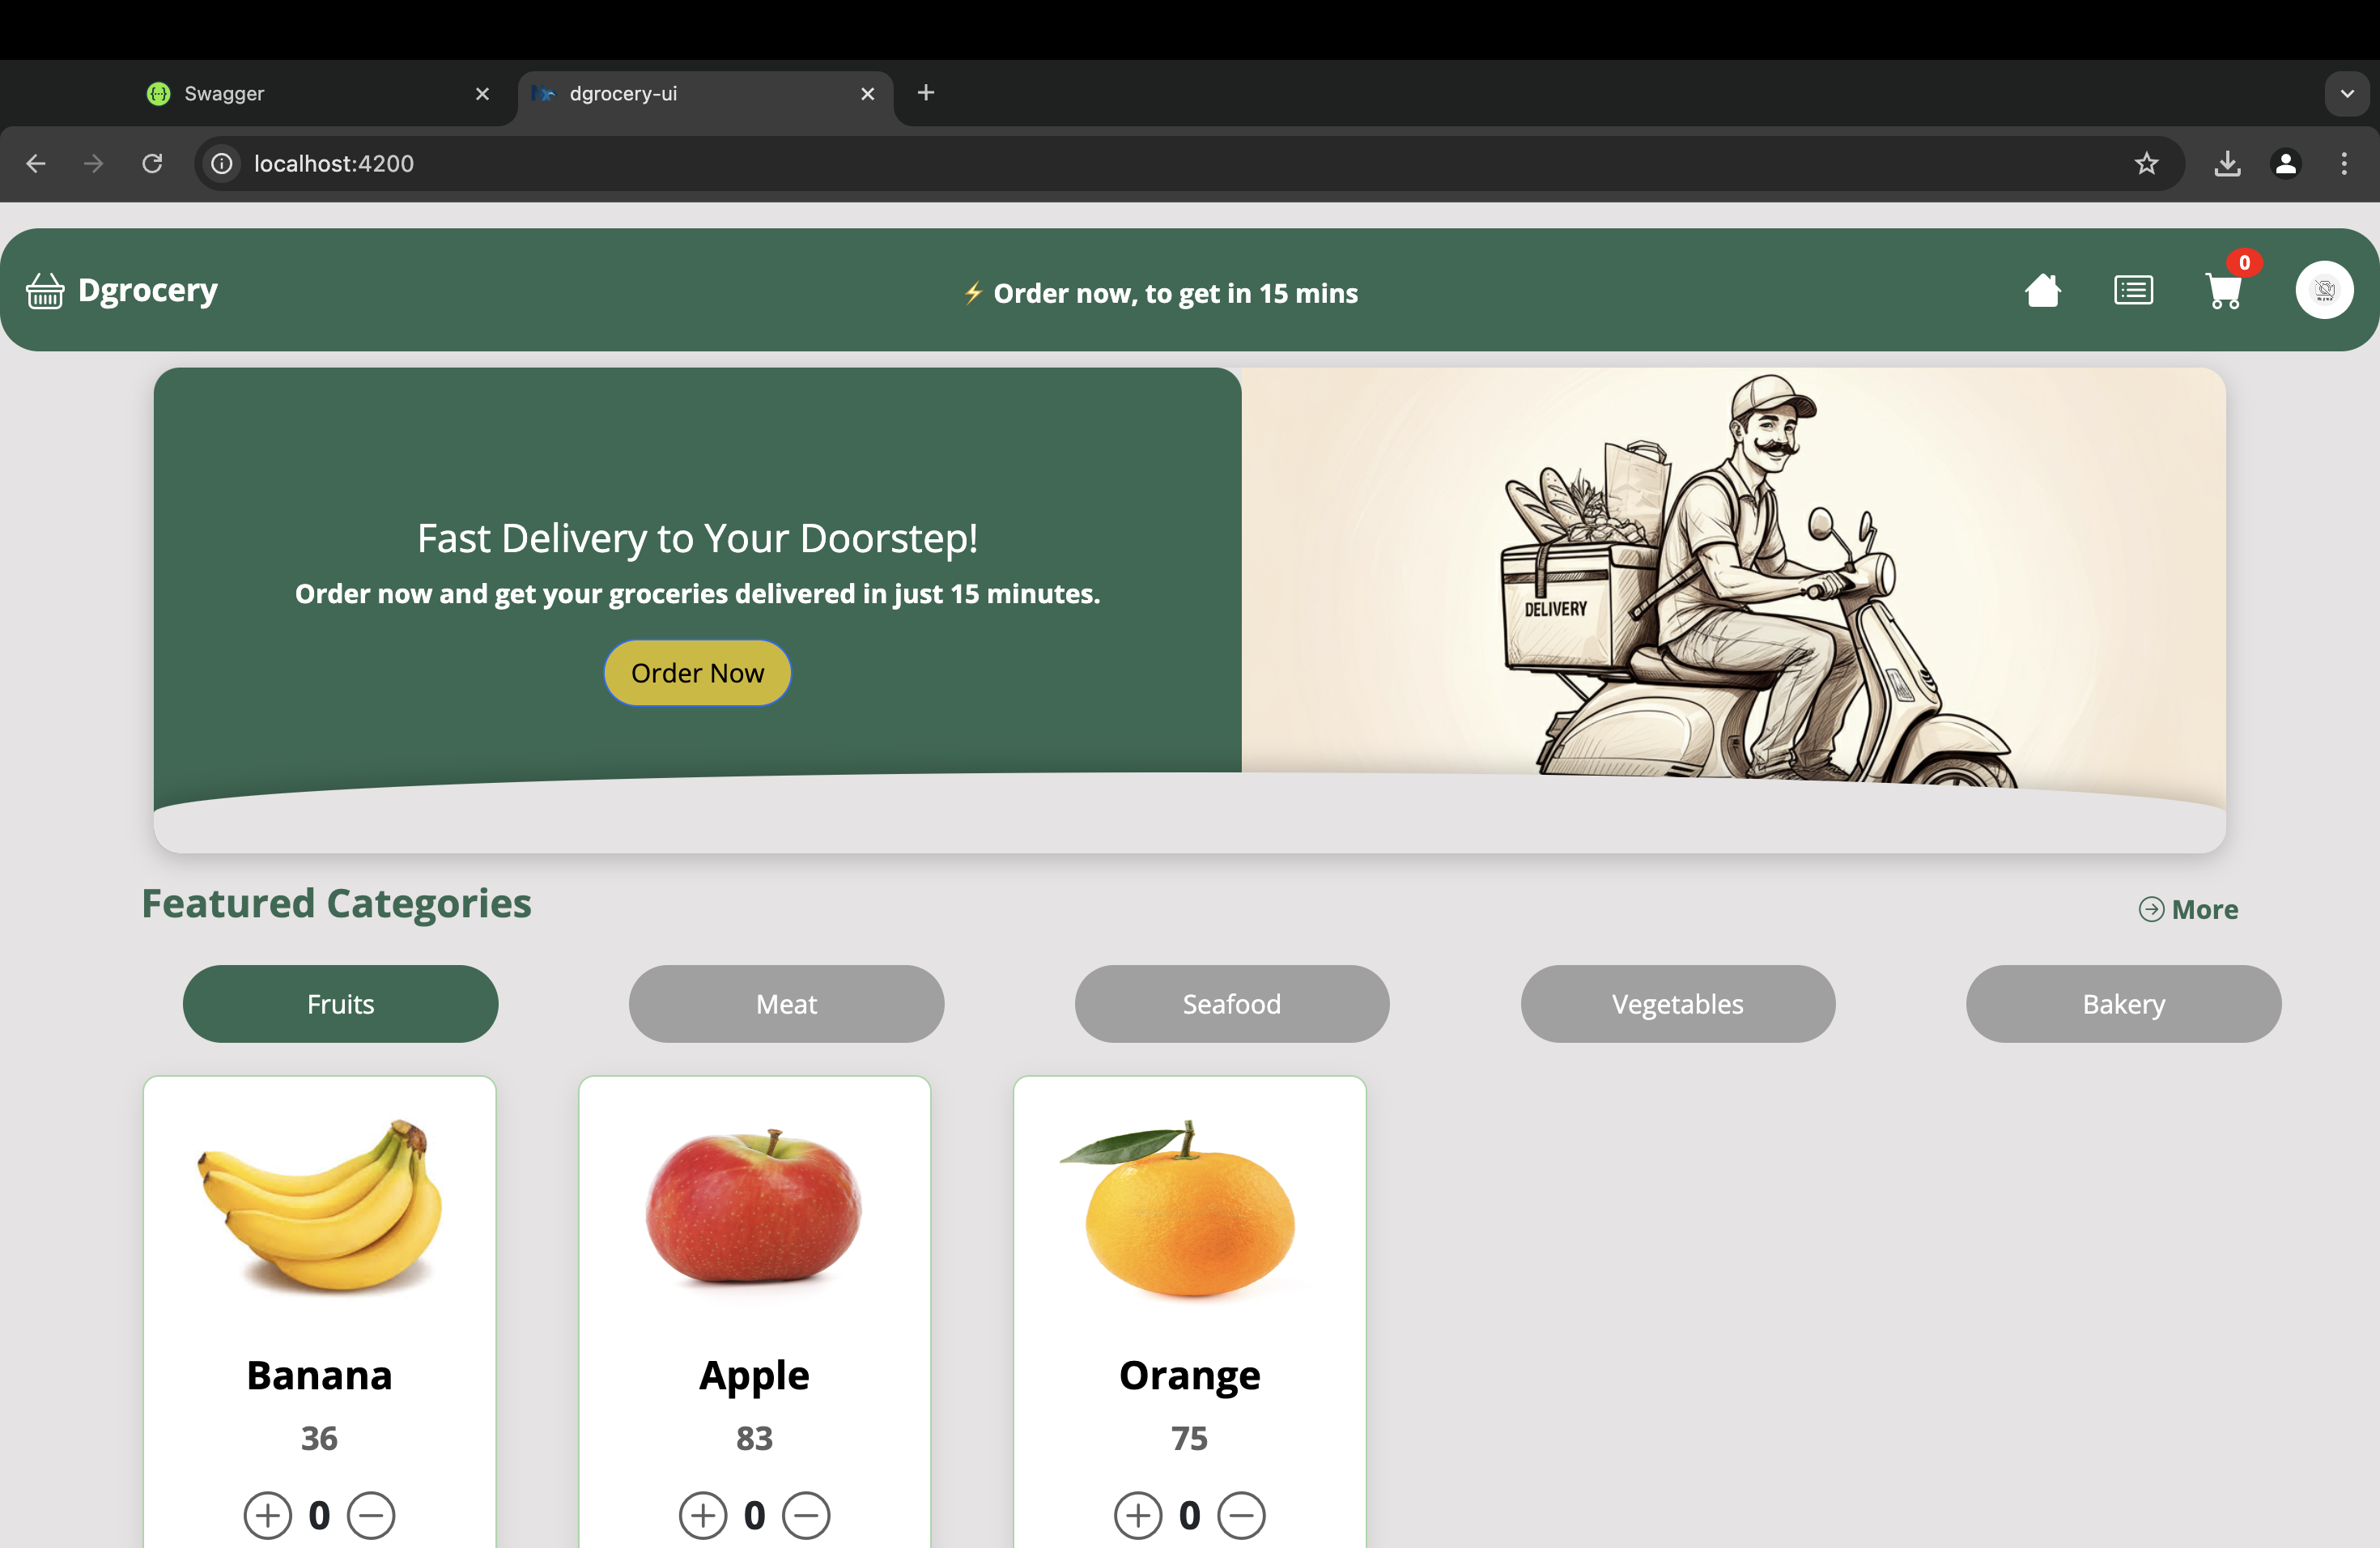 Swagger
dgrocery-ui
localhost:4200
Dgrocery
⚡ Order now, to get in 15 mins
0
Fast Delivery to Your Doorstep!
Order now and get your groceries delivered in just 15 minutes.
Order Now
DELIVERY
Featured Categories
More
Fruits
Meat
Seafood
Vegetables
Bakery
Banana
Apple
Orange
36
83
75
0
0
0